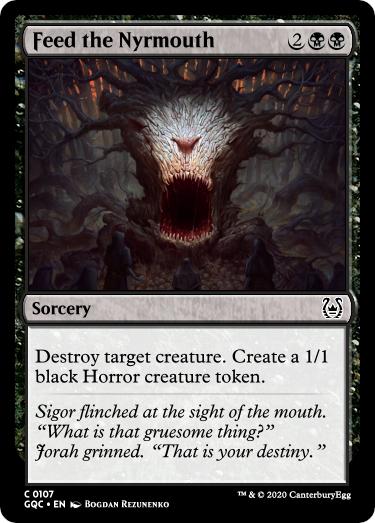 Feed the Nyrmouth 2
Sorcery
Destroy target creature. Create a 1/1
black Horror creature token.
Sigor flinched at the sight of the mouth.
“What is that gruesome thing?”
Jorah grinned. “That is your destiny.”
C 0107
GQC • EN Bogdan Rezunenko
™ & © 2020 CanterburyEgg